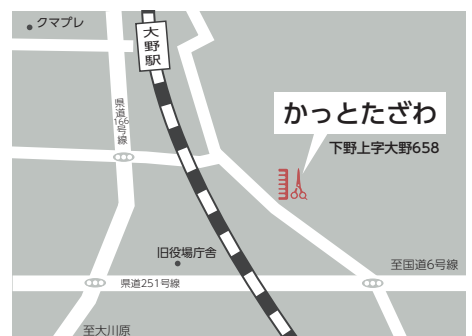 クマプレ
大野駅
県道166号線
かっとたざわ
下野上字大野658
旧役場庁舎
至国道6号線
県道251号線
至大川原